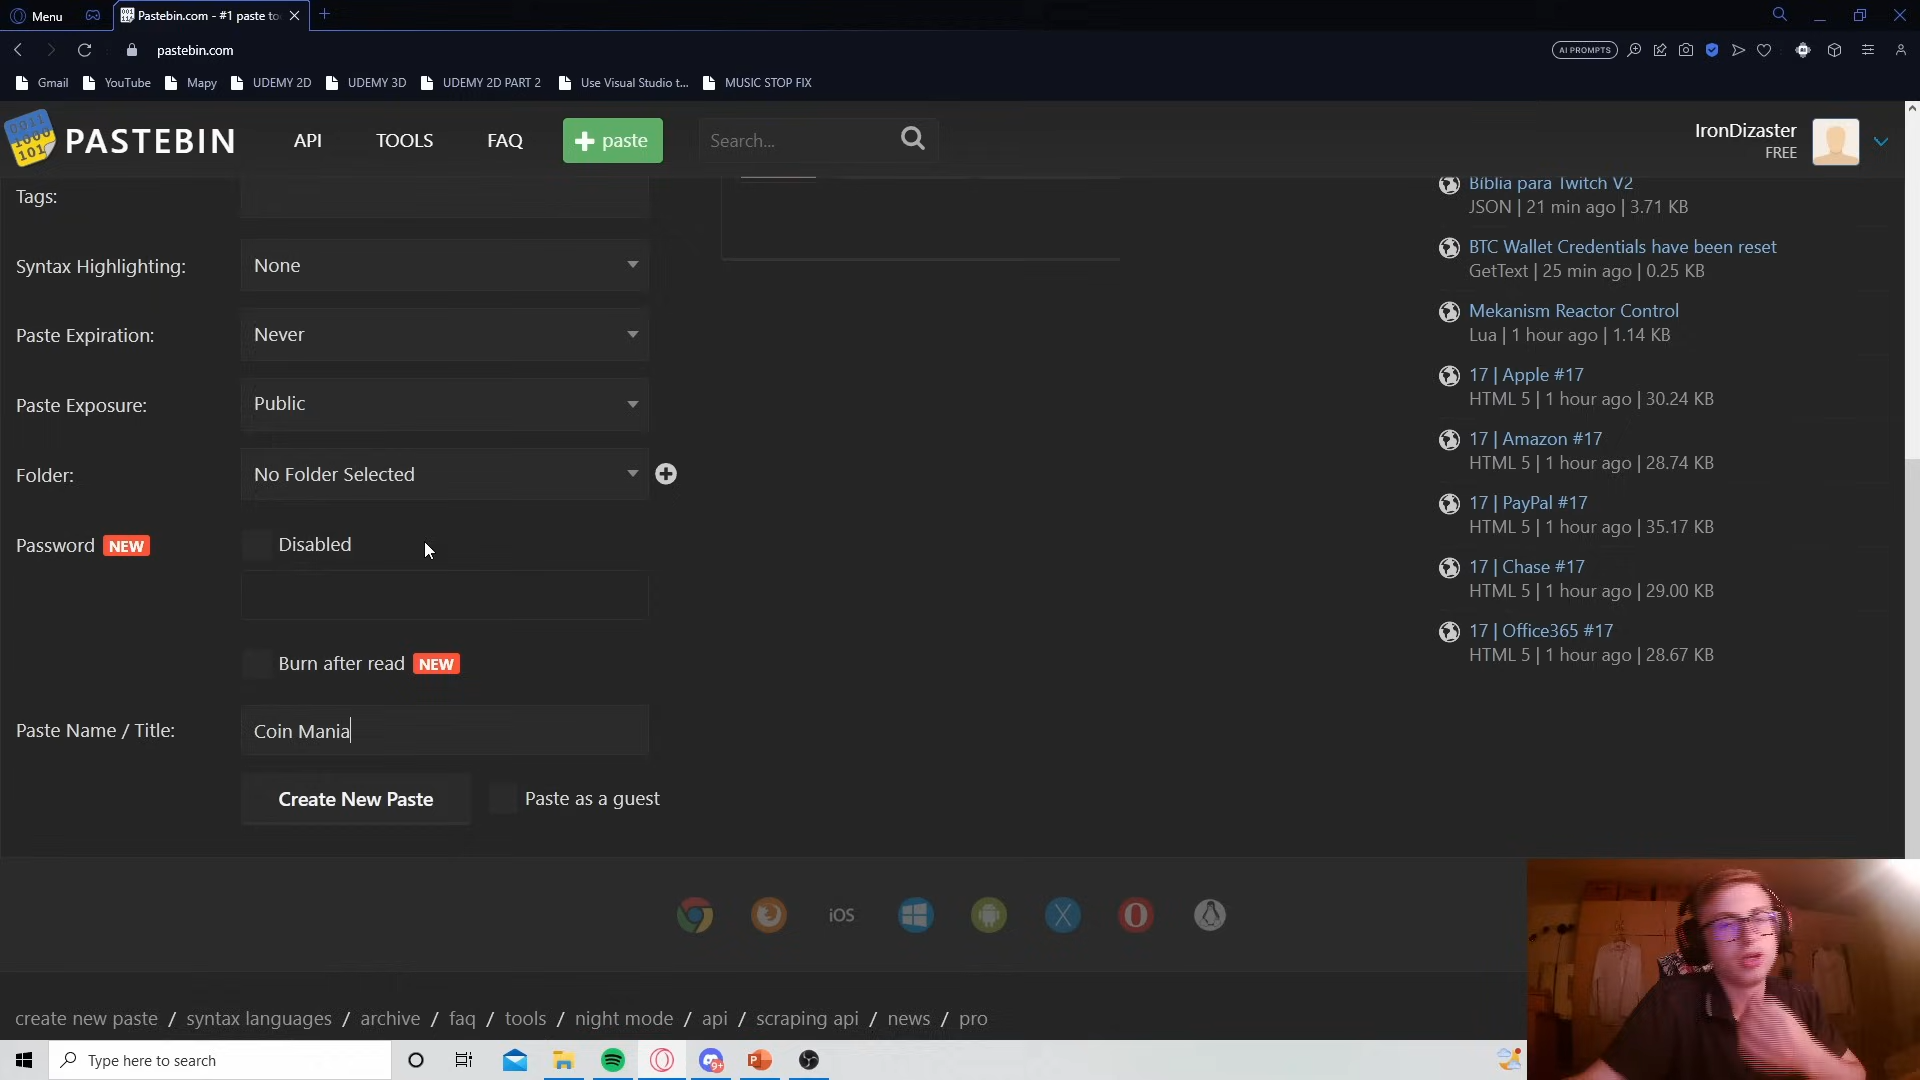 Menu
Pastebin.com - #1 paste to
pastebin.com
AI PROMPTS
Gmail
YouTube
Mapy
UDEMY 2D
UDEMY 3D
UDEMY 2D PART 2
Use Visual Studio t...
MUSIC STOP FIX
PASTEBIN
API
TOOLS
FAQ
paste
Search...
IronDizaster
FREE
Tags:
Syntax Highlighting:
None
Paste Expiration:
Never
Paste Exposure:
Public
Folder:
No Folder Selected
Password NEW
Disabled
Burn after read NEW
Paste Name / Title:
Coin Mania
Create New Paste
Paste as a guest
Bíblia para Twitch V2
JSON | 21 min ago | 3.71 KB
BTC Wallet Credentials have been reset
GetText | 25 min ago | 0.25 KB
Mekanism Reactor Control
Lua | 1 hour ago | 1.14 KB
17 | Apple #17
HTML 5 | 1 hour ago | 30.24 KB
17 | Amazon #17
HTML 5 | 1 hour ago | 28.74 KB
17 | PayPal #17
HTML 5 | 1 hour ago | 35.17 KB
17 | Chase #17
HTML 5 | 1 hour ago | 29.00 KB
17 | Office365 #17
HTML 5 | 1 hour ago | 28.67 KB
iOS
create new paste / syntax languages / archive / faq / tools / night mode / api / scraping api / news / pro
Type here to search